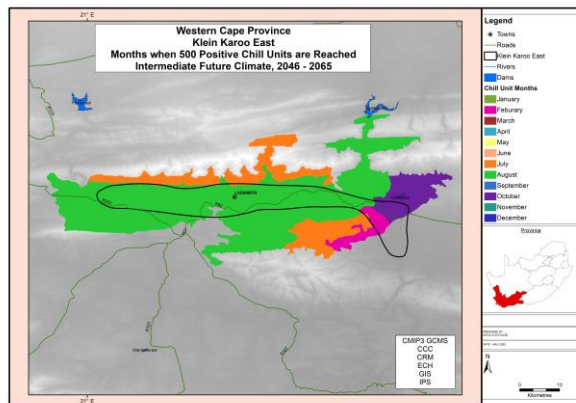 Western Cape Province
Klein Karoo East
Months when 500 Positive Chill Units are Reached
Intermediate Future Climate, 2046 - 2065
21° E
21° E
LADISMITH
CMIP3 GCMS
CCC
CRM
ECH
GIS
IPS
Legend
Towns
Roads
Klein Karoo East
Rivers
Dams
Chill Unit Months
January
Feburary
March
April
May
June
July
August
September
October
November
December
Province
N
0
10
Kilometres